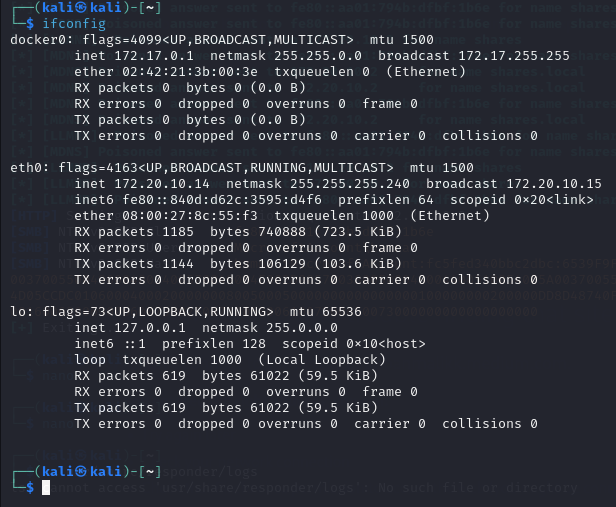 ┌──(kali㉿kali)-[~]
└─$ ifconfig
docker0: flags=4099<UP,BROADCAST,MULTICAST>  mtu 1500
        inet 172.17.0.1  netmask 255.255.0.0  broadcast 172.17.255.255
        ether 02:42:21:3b:00:3e  txqueuelen 0  (Ethernet)
        RX packets 0  bytes 0 (0.0 B)
        RX errors 0  dropped 0  overruns 0  frame 0
        TX packets 0  bytes 0 (0.0 B)
        TX errors 0  dropped 0 overruns 0  carrier 0  collisions 0

eth0: flags=4163<UP,BROADCAST,RUNNING,MULTICAST>  mtu 1500
        inet 172.20.10.14  netmask 255.255.255.240  broadcast 172.20.10.15
        inet6 fe80::840d:d62c:3595:d4f6  prefixlen 64  scopeid 0×20<link>
        ether 08:00:27:8c:55:f3  txqueuelen 1000  (Ethernet)
        RX packets 1185  bytes 740888 (723.5 KiB)
        RX errors 0  dropped 0  overruns 0  frame 0
        TX packets 1144  bytes 106129 (103.6 KiB)
        TX errors 0  dropped 0 overruns 0  carrier 0  collisions 0

lo: flags=73<UP,LOOPBACK,RUNNING>  mtu 65536
        inet 127.0.0.1  netmask 255.0.0.0
        inet6 ::1  prefixlen 128  scopeid 0×10<host>
        loop  txqueuelen 1000  (Local Loopback)
        RX packets 619  bytes 61022 (59.5 KiB)
        RX errors 0  dropped 0  overruns 0  frame 0
        TX packets 619  bytes 61022 (59.5 KiB)
        TX errors 0  dropped 0 overruns 0  carrier 0  collisions 0

┌──(kali㉿kali)-[~]
└─$